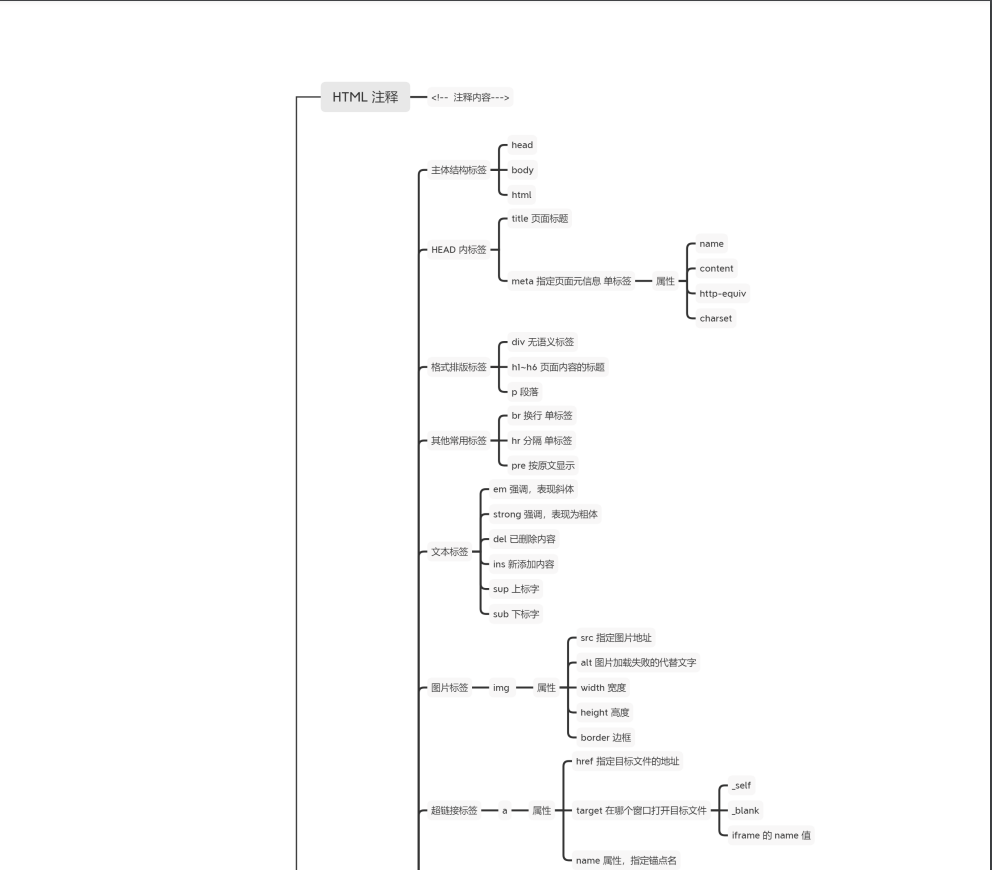 HTML 注释
<!-- 注释内容--->
主体结构标签
head
body
html
HEAD 内标签
title 页面标题
meta 指定页面元信息 单标签
属性
name
content
http-equiv
charset
格式排版标签
div 无语义标签
h1~h6 页面内容的标题
p 段落
其他常用标签
br 换行 单标签
hr 分隔 单标签
pre 按原文显示
文本标签
em 强调，表现斜体
strong 强调，表现为粗体
del 已删除内容
ins 新添加内容
sup 上标字
sub 下标字
图片标签
img
属性
src 指定图片地址
alt 图片加载失败的代替文字
width 宽度
height 高度
border 边框
超链接标签
a
属性
href 指定目标文件的地址
target 在哪个窗口打开目标文件
_self
_blank
iframe 的 name 值
name 属性，指定锚点名